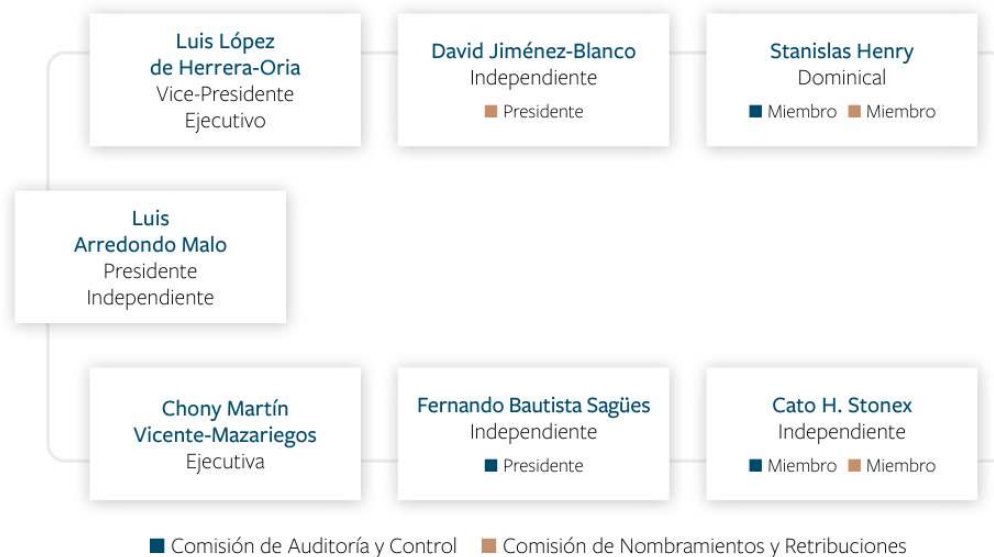 Luis López
de Herrera-Oria
Vice-Presidente
Ejecutivo
David Jiménez-Blanco
Independiente
Presidente
Stanislas Henry
Dominical
Miembro Miembro
Luis
Arredondo Malo
Presidente
Independiente
Chony Martín
Vicente-Mazariegos
Ejecutiva
Fernando Bautista Sagües
Independiente
Presidente
Cato H. Stonex
Independiente
Miembro Miembro
Comisión de Auditoría y Control Comisión de Nombramientos y Retribuciones